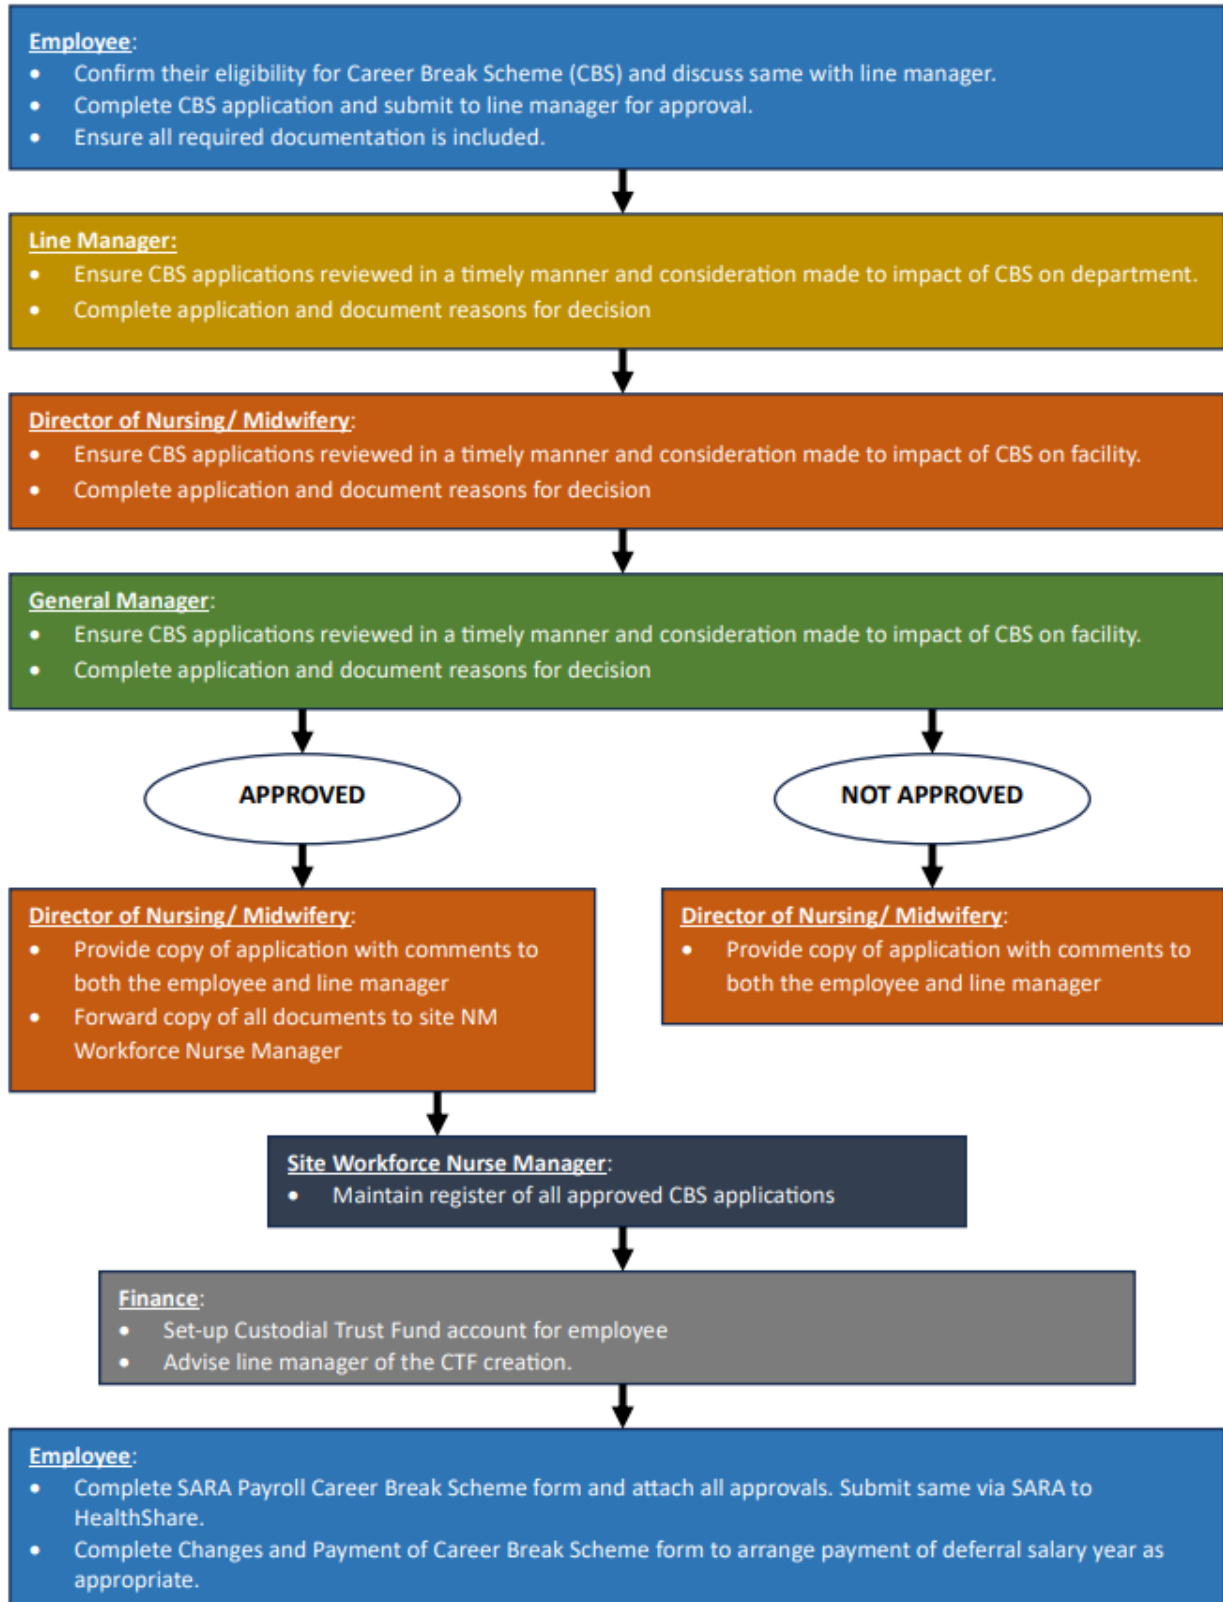 Employee:
• Confirm their eligibility for Career Break Scheme (CBS) and discuss same with line manager.
• Complete CBS application and submit to line manager for approval.
• Ensure all required documentation is included.
Line Manager:
• Ensure CBS applications reviewed in a timely manner and consideration made to impact of CBS on department.
• Complete application and document reasons for decision
Director of Nursing/ Midwifery:
• Ensure CBS applications reviewed in a timely manner and consideration made to impact of CBS on facility.
• Complete application and document reasons for decision
General Manager:
• Ensure CBS applications reviewed in a timely manner and consideration made to impact of CBS on facility.
• Complete application and document reasons for decision
APPROVED
NOT APPROVED
Director of Nursing/ Midwifery:
• Provide copy of application with comments to
both the employee and line manager
• Forward copy of all documents to site NM
Workforce Nurse Manager
Director of Nursing/ Midwifery:
• Provide copy of application with comments to
both the employee and line manager
Site Workforce Nurse Manager:
• Maintain register of all approved CBS applications
Finance:
• Set-up Custodial Trust Fund account for employee
• Advise line manager of the CTF creation.
Employee:
• Complete SARA Payroll Career Break Scheme form and attach all approvals. Submit same via SARA to
HealthShare.
• Complete Changes and Payment of Career Break Scheme form to arrange payment of deferral salary year as
appropriate.